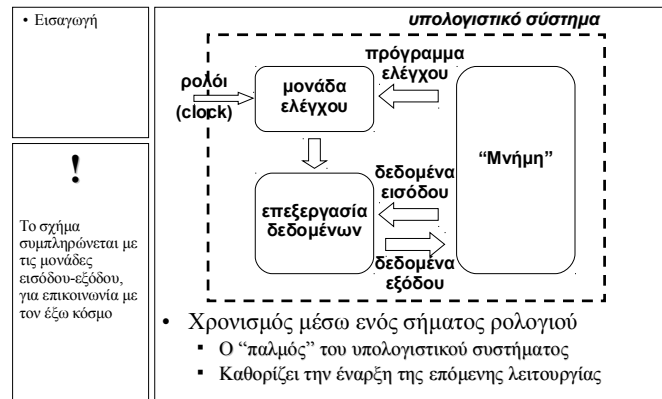 • Εισαγωγή
!
Το σχήμα
συμπληρώνεται με
τις μονάδες
εισόδου-εξόδου,
για επικοινωνία με
τον έξω κόσμο
υπολογιστικό σύστημα
ρολόι
(clock)
μονάδα
ελέγχου
πρόγραμμα
ελέγχου
“Μνήμη”
επεξεργασία
δεδομένων
δεδομένα
εισόδου
δεδομένα
εξόδου
• Χρονισμός μέσω ενός σήματος ρολογιού
▪ Ο “παλμός” του υπολογιστικού συστήματος
▪ Καθορίζει την έναρξη της επόμενης λειτουργίας